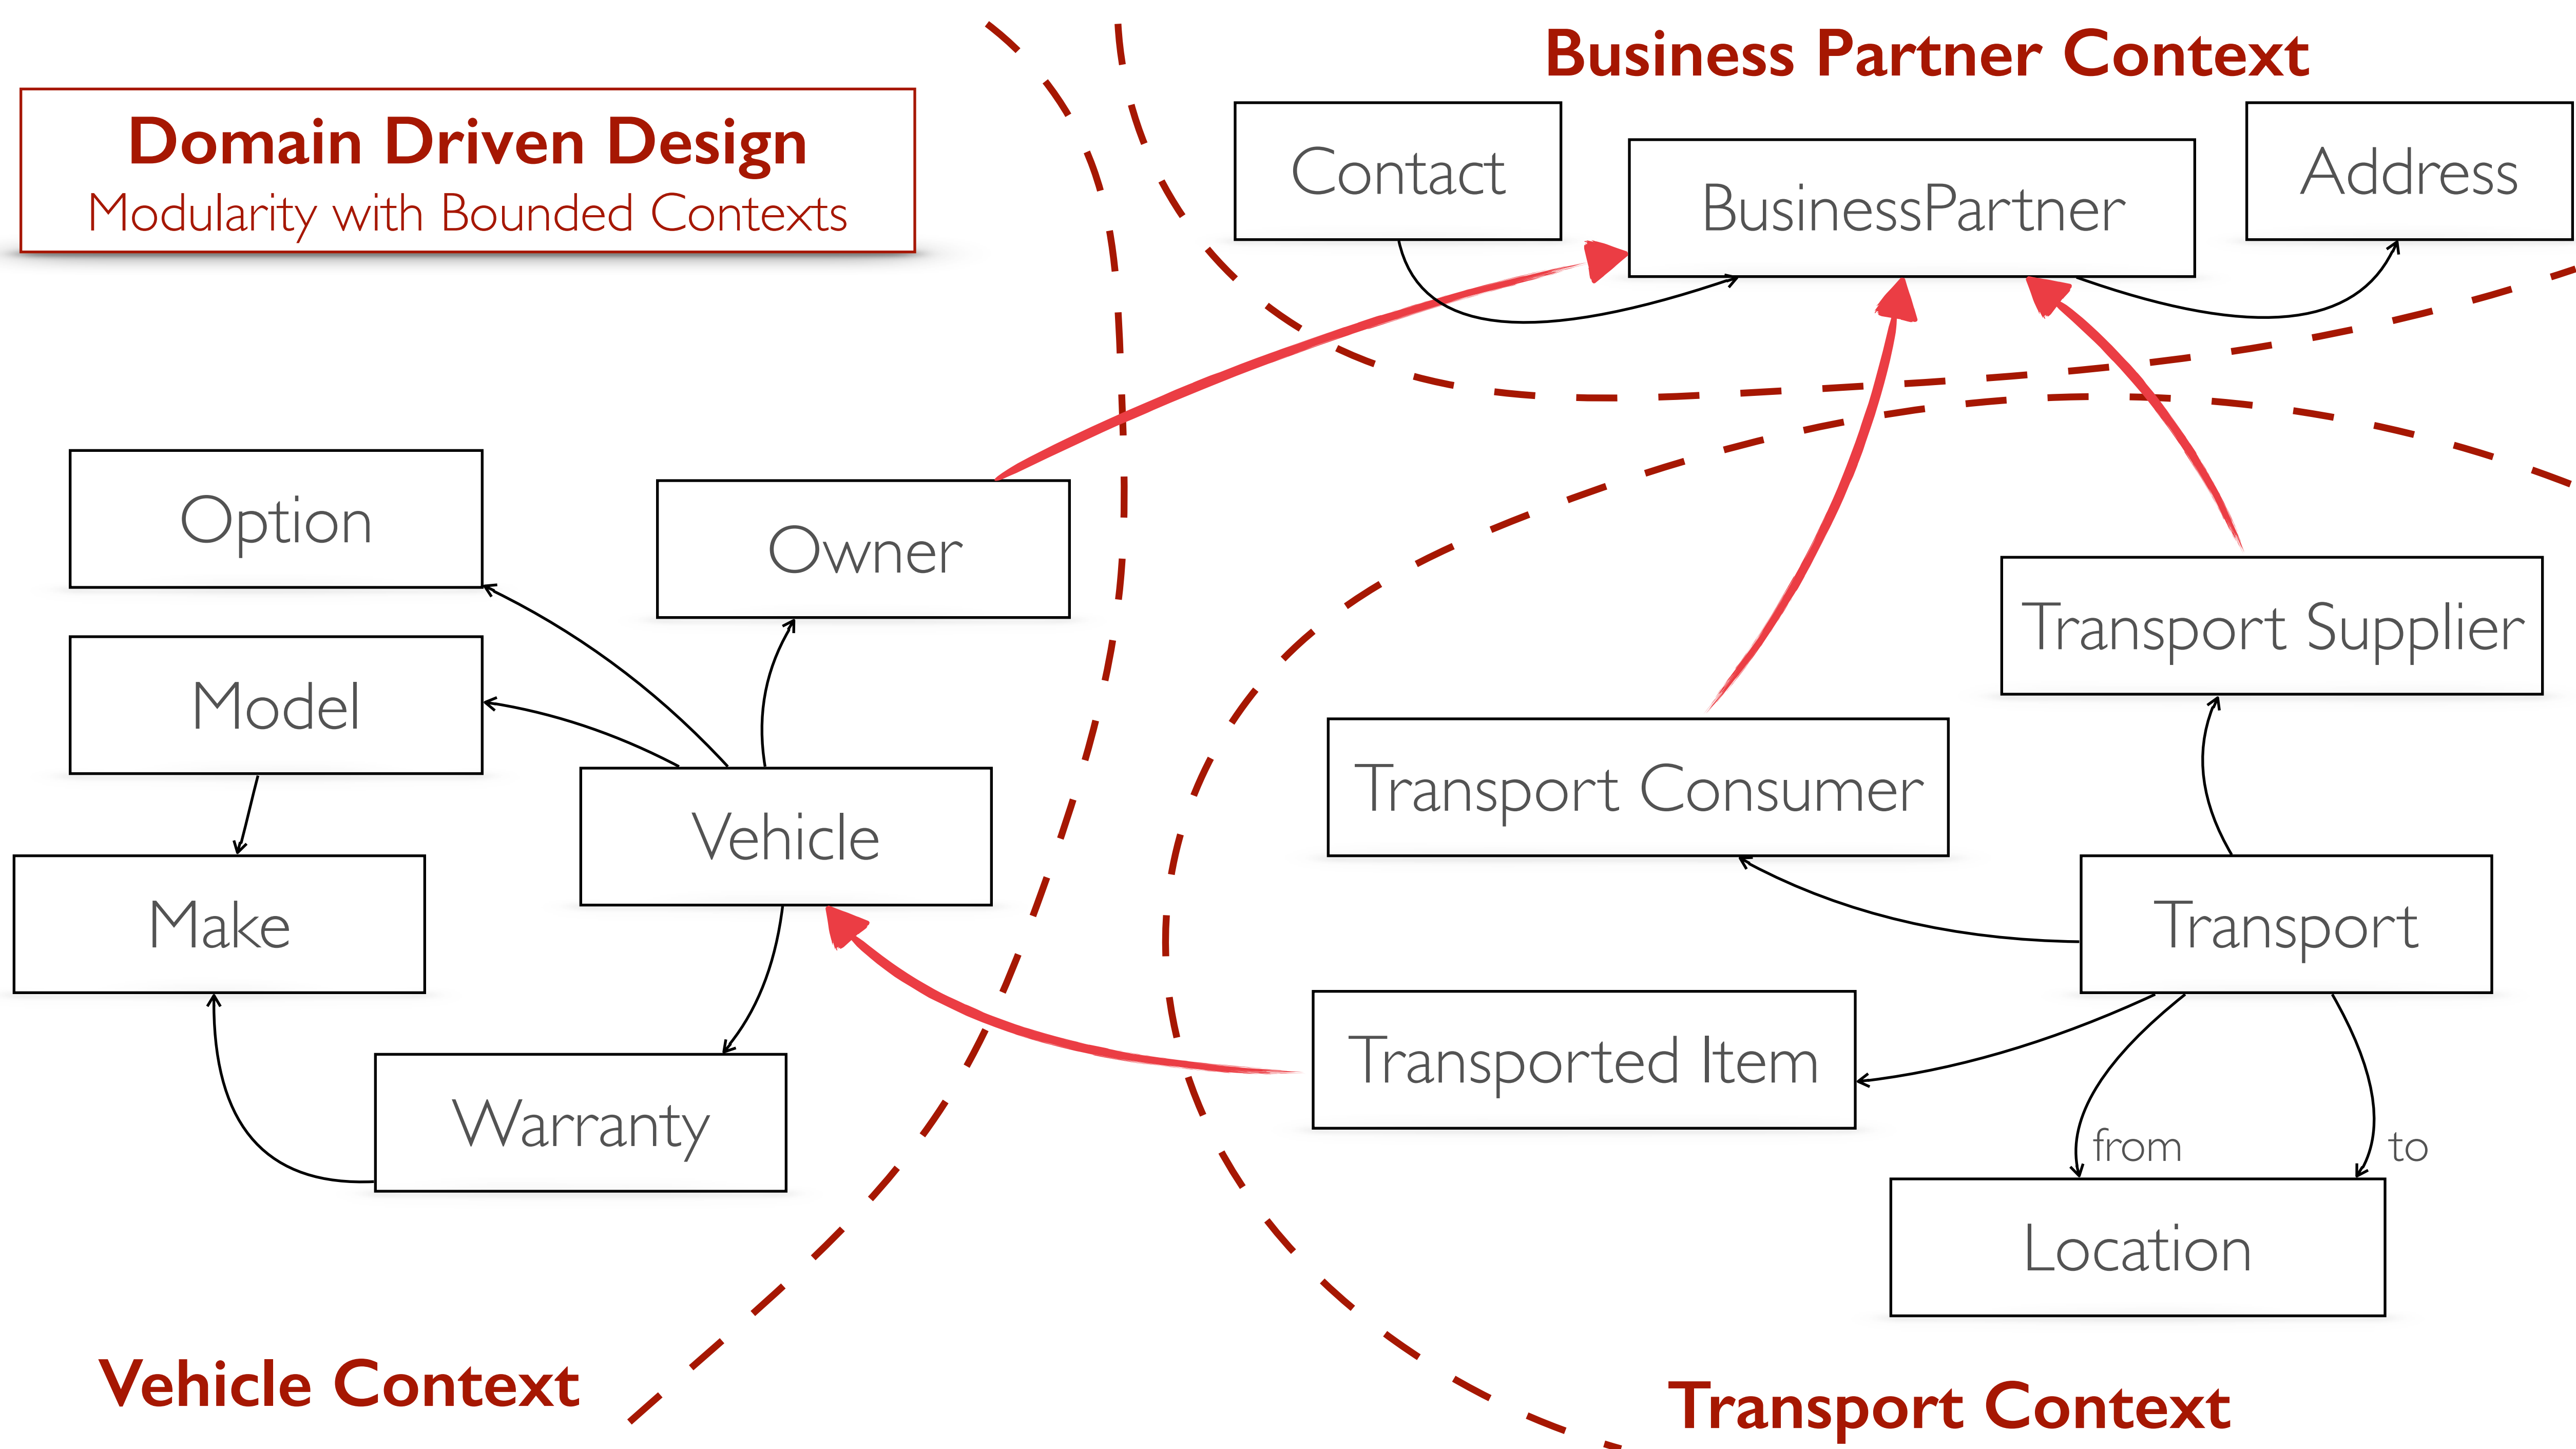 Business Partner Context
Domain Driven Design
Modularity with Bounded Contexts
Contact
BusinessPartner
Address
Option
Owner
Model
Transport Supplier
Vehicle
Transport Consumer
Make
Transport
Transported Item
Warranty
from
to
Location
Vehicle Context
Transport Context